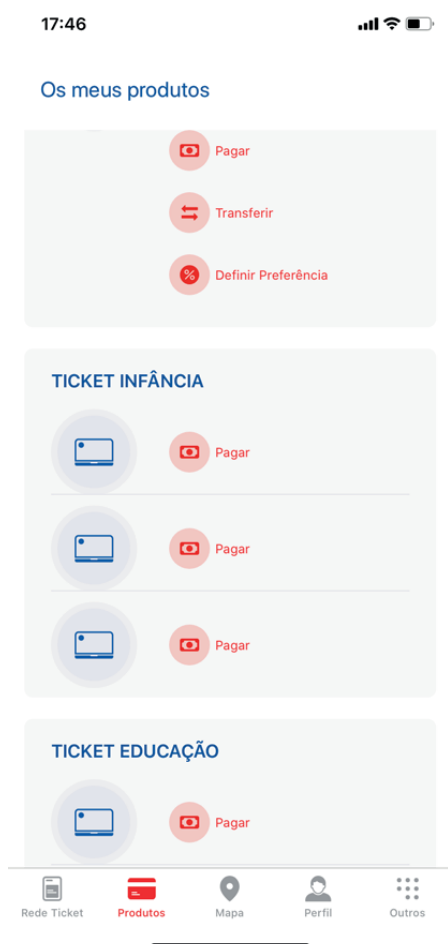 17:46
Os meus produtos
Pagar
Transferir
Definir Preferência
TICKET INFÂNCIA
Pagar
Pagar
Pagar
TICKET EDUCAÇÃO
Pagar
Rede Ticket Produtos Mapa Perfil Outros